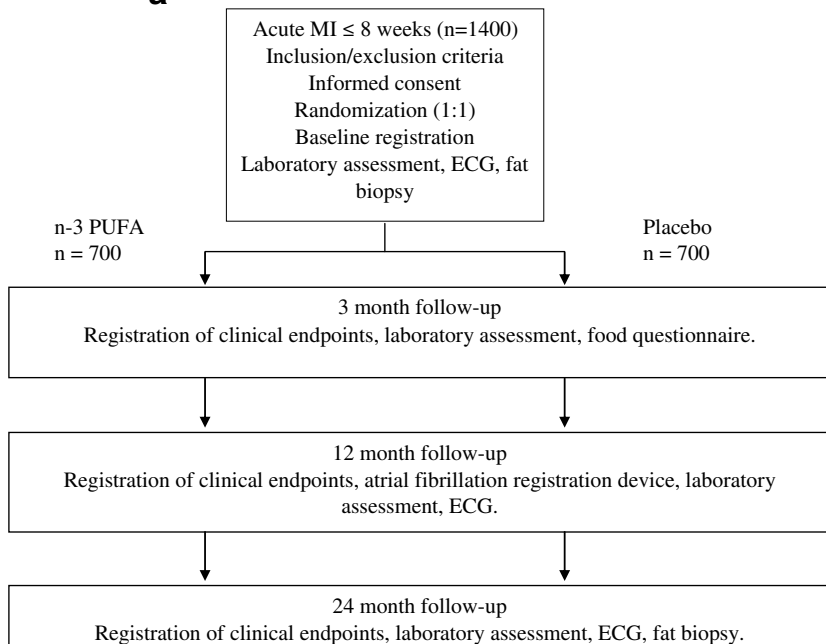 a
Acute MI ≤ 8 weeks (n=1400)
Inclusion/exclusion criteria
Informed consent
Randomization (1:1)
Baseline registration
Laboratory assessment, ECG, fat
biopsy
n-3 PUFA
n = 700
Placebo
n = 700
3 month follow-up
Registration of clinical endpoints, laboratory assessment, food questionnaire.
12 month follow-up
Registration of clinical endpoints, atrial fibrillation registration device, laboratory
assessment, ECG.
24 month follow-up
Registration of clinical endpoints, laboratory assessment, ECG, fat biopsy.